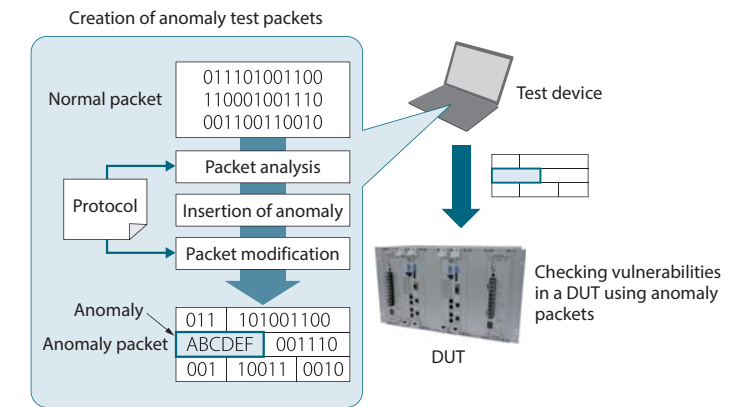 Creation of anomaly test packets
Normal packet
011101001100
110001001110
001100110010
Packet analysis
Protocol
Insertion of anomaly
Packet modification
Anomaly
011 101001100
Anomaly packet
ABCDEF 001110
001 10011 0010
Test device
Checking vulnerabilities
in a DUT using anomaly
packets
DUT